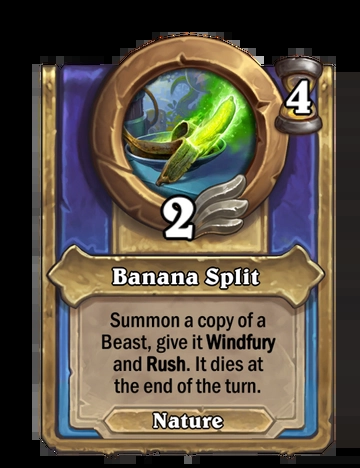 4
2
Banana Split
Summon a copy of a
Beast, give it Windfury
and Rush. It dies at
the end of the turn.
Nature